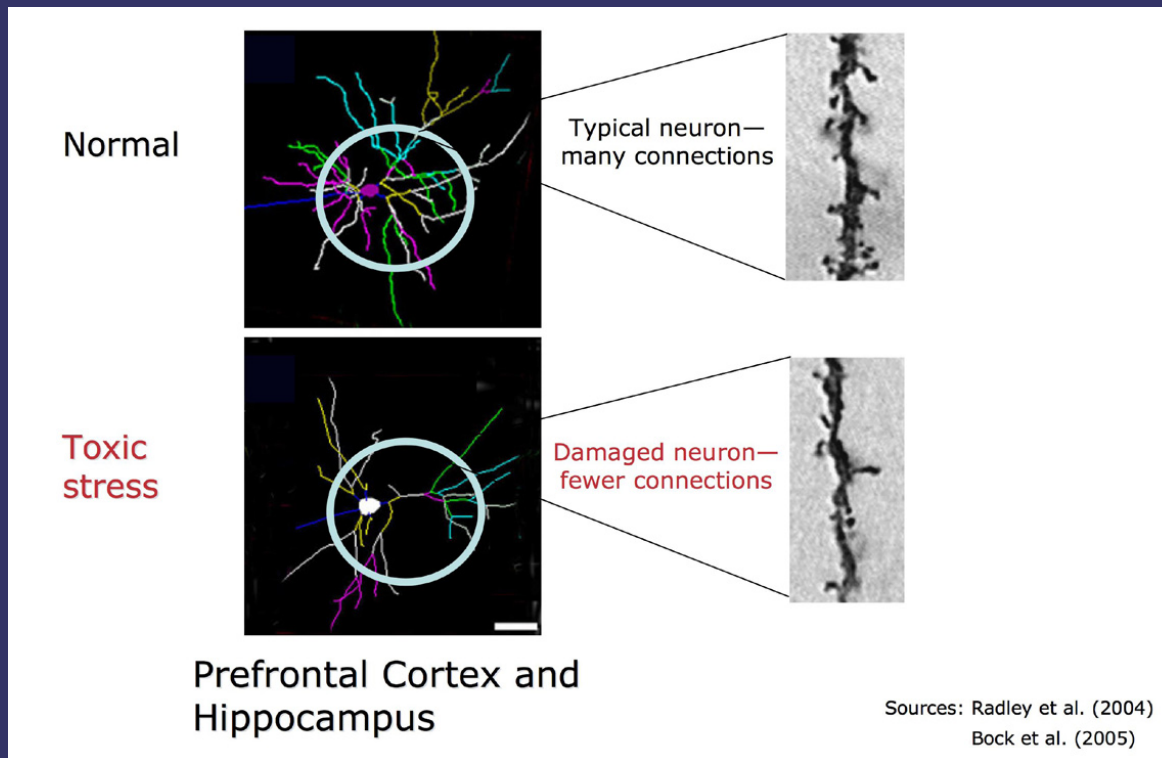 Normal
Typical neuron—
many connections
Toxic
stress
Damaged neuron—
fewer connections
Prefrontal Cortex and
Hippocampus
Sources: Radley et al. (2004)
Bock et al. (2005)